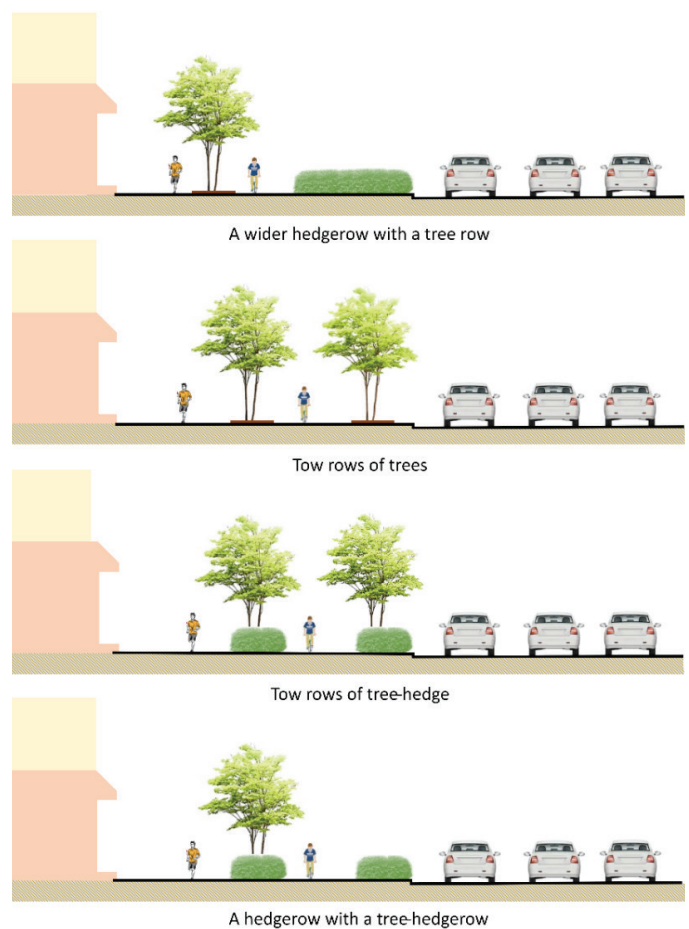 A wider hedgerow with a tree row
Tow rows of trees
Tow rows of tree-hedge
A hedgerow with a tree-hedgerow